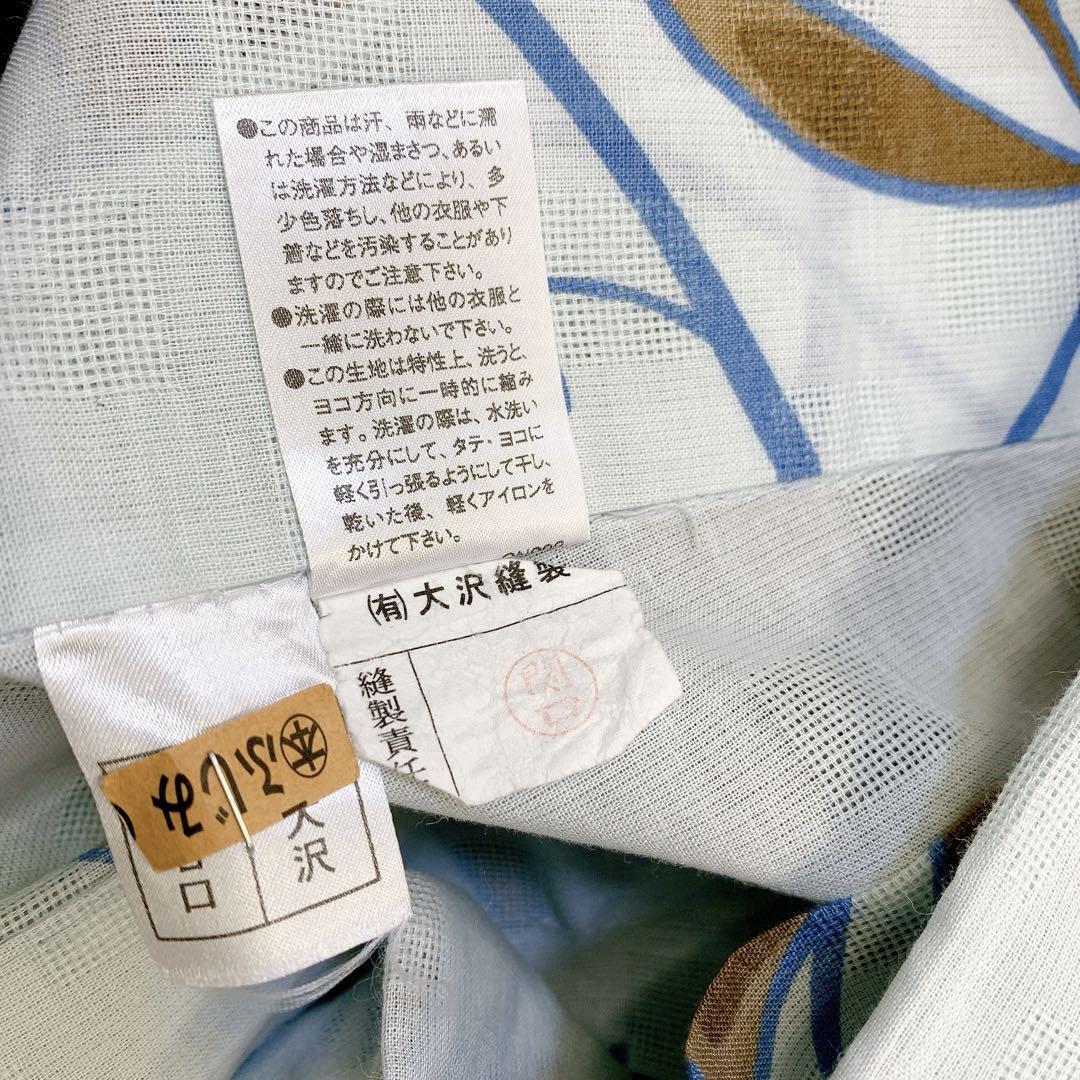 ●この商品は汗、雨などに濡
れた場合や湿まさつ、あるい
は洗濯方法などにより、多
少色落ちし、他の衣服や下
着などを汚染することがあり
ますのでご注意下さい。
●洗濯の際には他の衣服と
一緒に洗わないで下さい。
●この生地は特性上、洗うと、
ヨコ方向に一時的に縮み
ます。洗濯の際は、水洗い
を充分にして、タテ・ヨコに
軽く引っ張るようにして干し、
乾いた後、軽くアイロンを
かけて下さい。
(有)大沢縫製
縫製責任
関口
本ふじみ
大沢
口